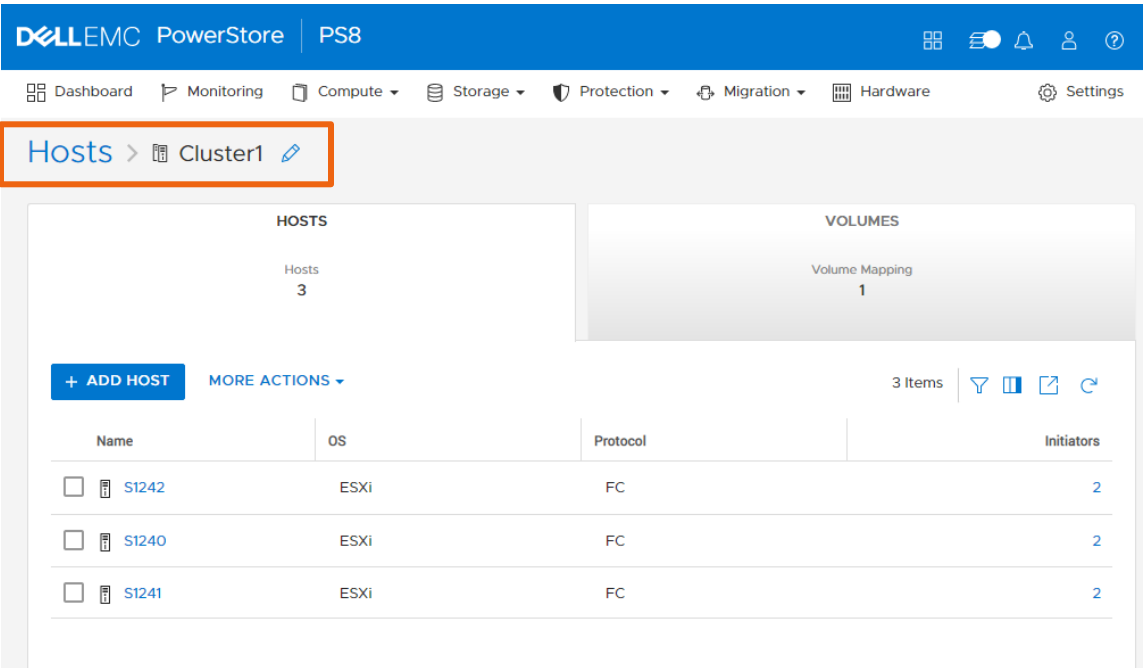 DELLEMC PowerStore PS8
Dashboard Monitoring Compute Storage Protection Migration Hardware Settings
Hosts > Cluster1
HOSTS
Hosts
3
VOLUMES
Volume Mapping
1
+ ADD HOST MORE ACTIONS 3 Items
Name OS Protocol Initiators
S1242 ESXi FC 2
S1240 ESXi FC 2
S1241 ESXi FC 2